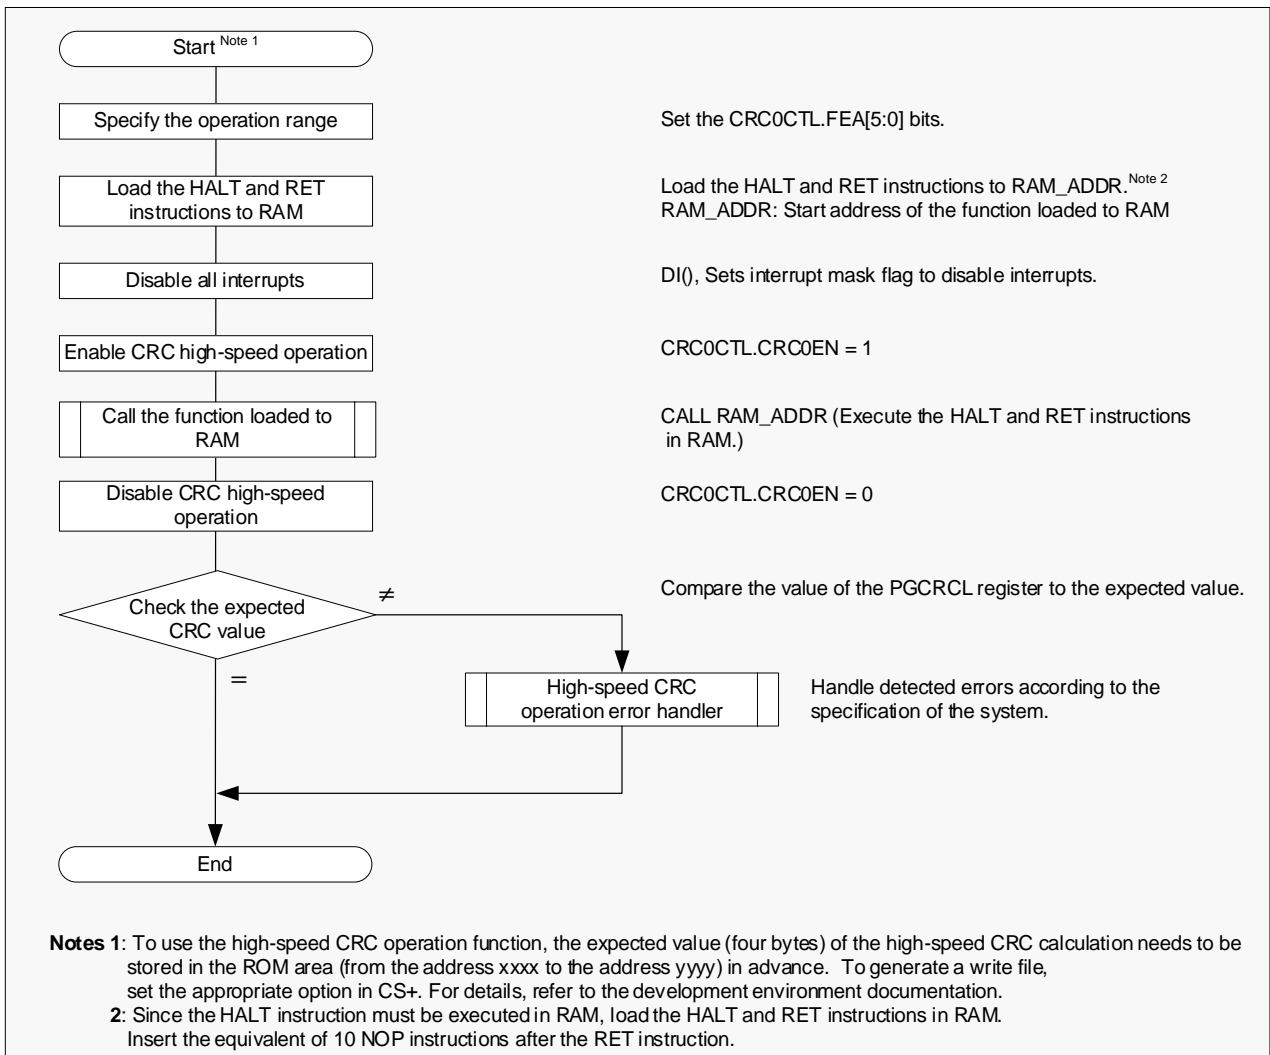 Start Note 1
Specify the operation range
Set the CRC0CTL.FEA[5:0] bits.
Load the HALT and RET
instructions to RAM
Load the HALT and RET instructions to RAM_ADDR.Note 2
RAM_ADDR: Start address of the function loaded to RAM
Disable all interrupts
DI(), Sets interrupt mask flag to disable interrupts.
Enable CRC high-speed operation
CRC0CTL.CRC0EN = 1
Call the function loaded to
RAM
CALL RAM_ADDR (Execute the HALT and RET instructions
in RAM.)
Disable CRC high-speed
operation
CRC0CTL.CRC0EN = 0
Check the expected
CRC value
≠
=
Compare the value of the PGCRCL register to the expected value.
High-speed CRC
operation error handler
Handle detected errors according to the
specification of the system.
End
Notes 1: To use the high-speed CRC operation function, the expected value (four bytes) of the high-speed CRC calculation needs to be
stored in the ROM area (from the address xxxx to the address yyyy) in advance. To generate a write file,
set the appropriate option in CS+. For details, refer to the development environment documentation.
2: Since the HALT instruction must be executed in RAM, load the HALT and RET instructions in RAM.
Insert the equivalent of 10 NOP instructions after the RET instruction.